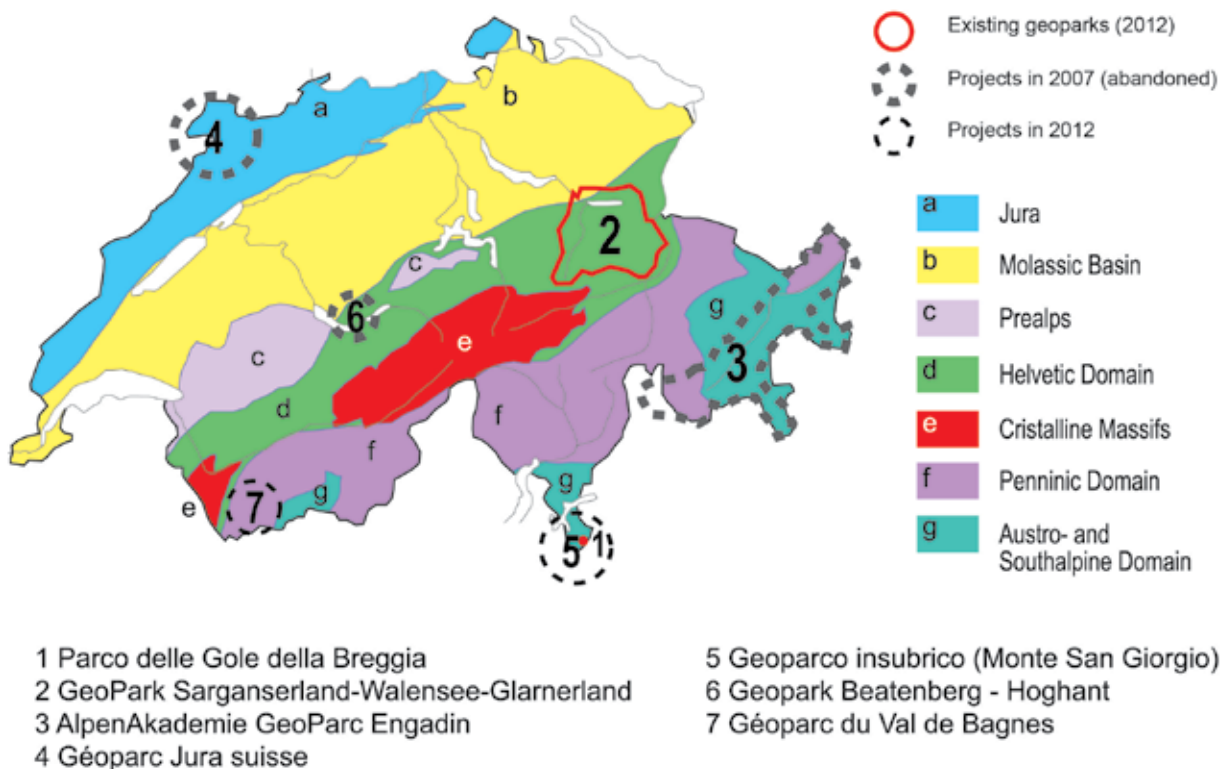 Existing geoparks (2012)
Projects in 2007 (abandoned)
Projects in 2012
a Jura
b Molassic Basin
c Prealps
d Helvetic Domain
e Cristalline Massifs
f Penninic Domain
g Austro- and
Southalpine Domain
a
b
4
2
c
6
g
e
3
c
d
f
f
g
e
7
g
5
1
1 Parco delle Gole della Breggia
2 GeoPark Sarganserland-Walensee-Glarnerland
3 AlpenAkademie GeoParc Engadin
4 Géoparc Jura suisse
5 Geoparco insubrico (Monte San Giorgio)
6 Geopark Beatenberg - Hoghant
7 Géoparc du Val de Bagnes